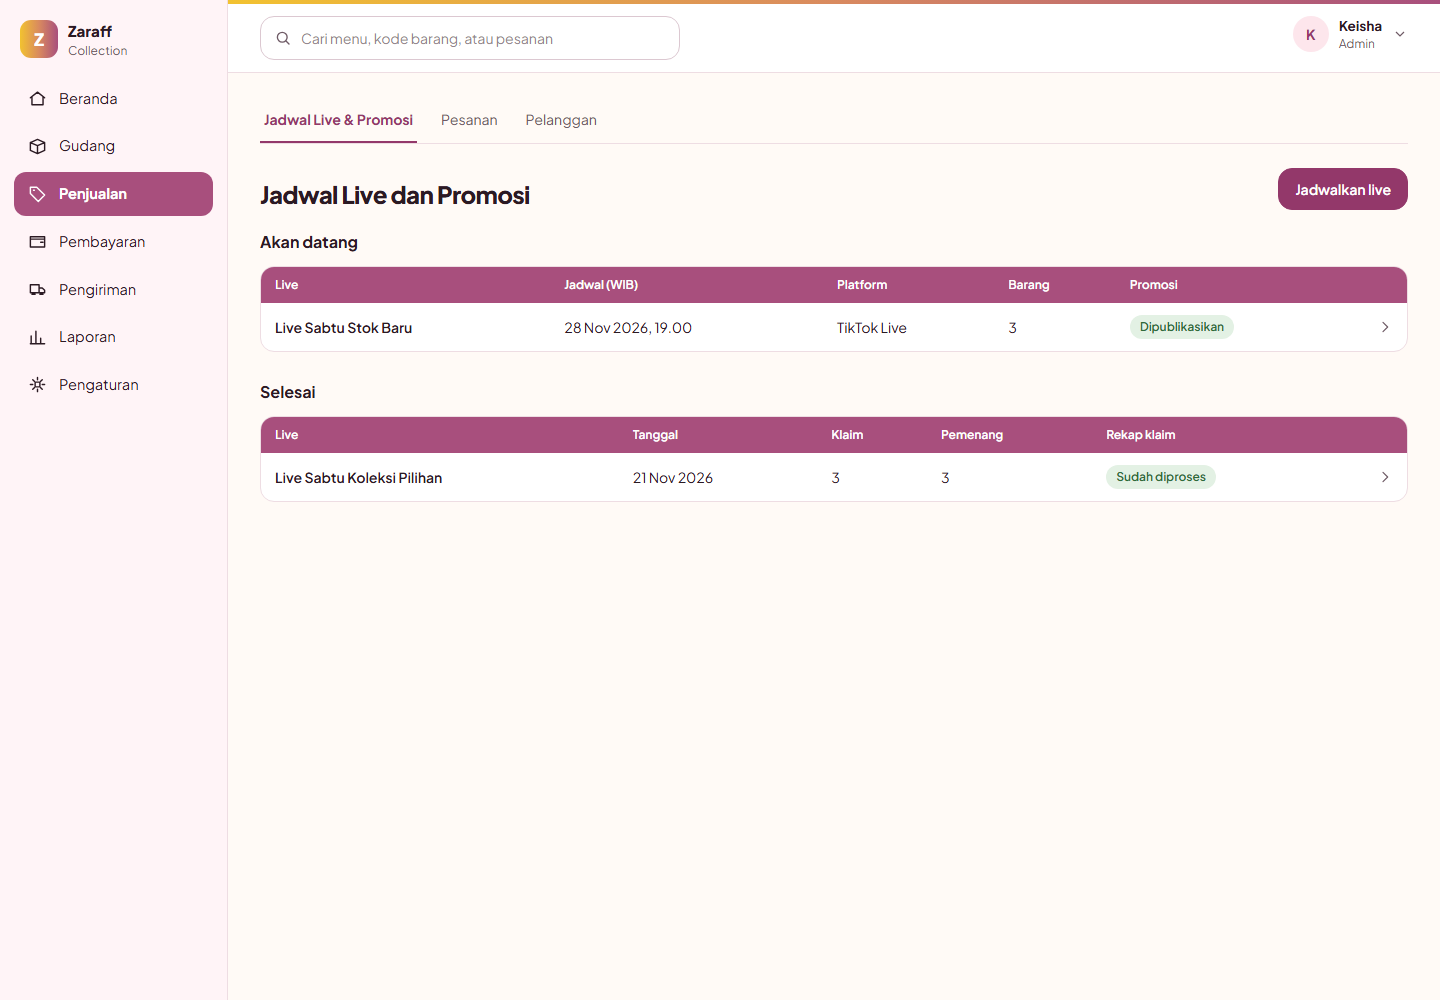 Z
Zaraff
Collection
Beranda
Gudang
Penjualan
Pembayaran
Pengiriman
Laporan
Pengaturan
Cari menu, kode barang, atau pesanan
K
Keisha
Admin
Jadwal Live & Promosi Pesanan Pelanggan
Jadwal Live dan Promosi
Jadwalkan live
Akan datang
Live Jadwal (WIB) Platform Barang Promosi
Live Sabtu Stok Baru 28 Nov 2026, 19.00 TikTok Live 3 Dipublikasikan
Selesai
Live Tanggal Klaim Pemenang Rekap klaim
Live Sabtu Koleksi Pilihan 21 Nov 2026 3 3 Sudah diproses